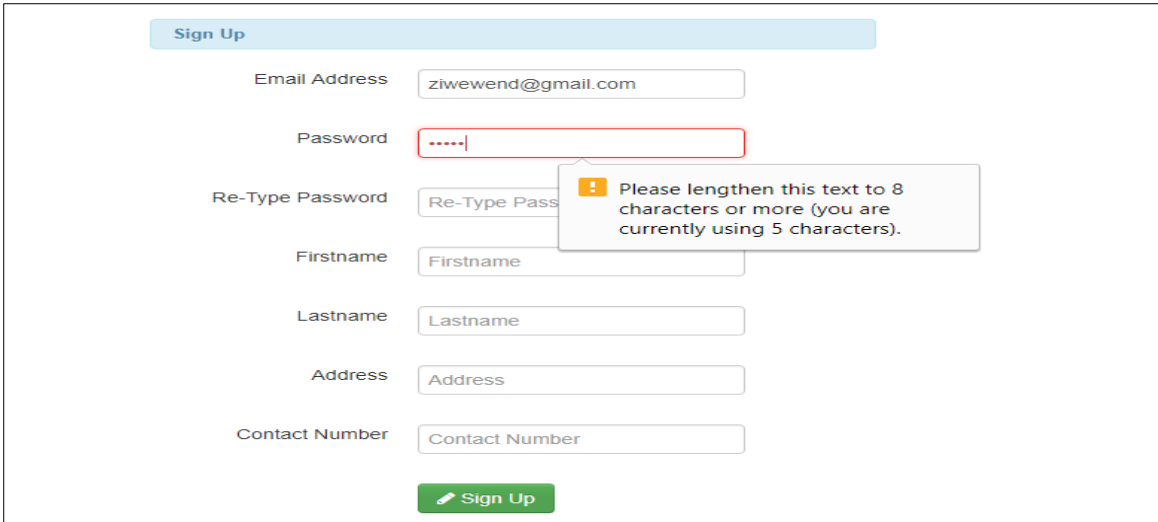 Sign Up
Email Address
ziwewend@gmail.com
Password
•••••
Re-Type Password
Re-Type Pass
Please lengthen this text to 8
characters or more (you are
currently using 5 characters).
Firstname
Firstname
Lastname
Lastname
Address
Address
Contact Number
Contact Number
Sign Up